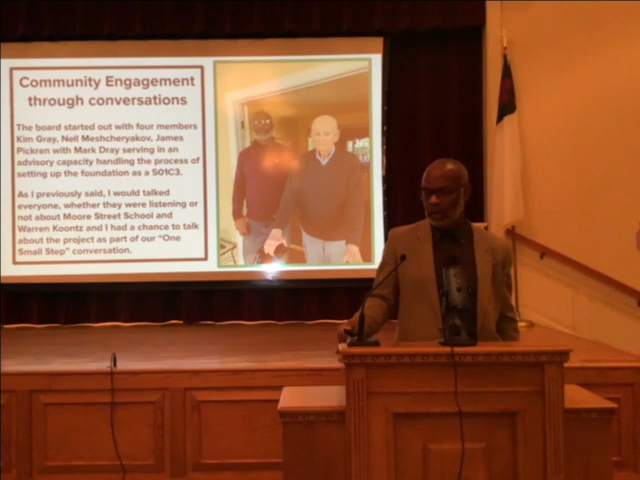 Community Engagement
through conversations
The board started out with four members
Kim Gray, Nell Meshcheryakov, James
Pickren with Mark Dray serving in an
advisory capacity handling the process of
setting up the foundation as a 501C3.
As I previously said, I would talked
everyone, whether they were listening or
not about Moore Street School and
Warren Koontz and I had a chance to talk
about the project as part of our "One
Small Step" conversation.